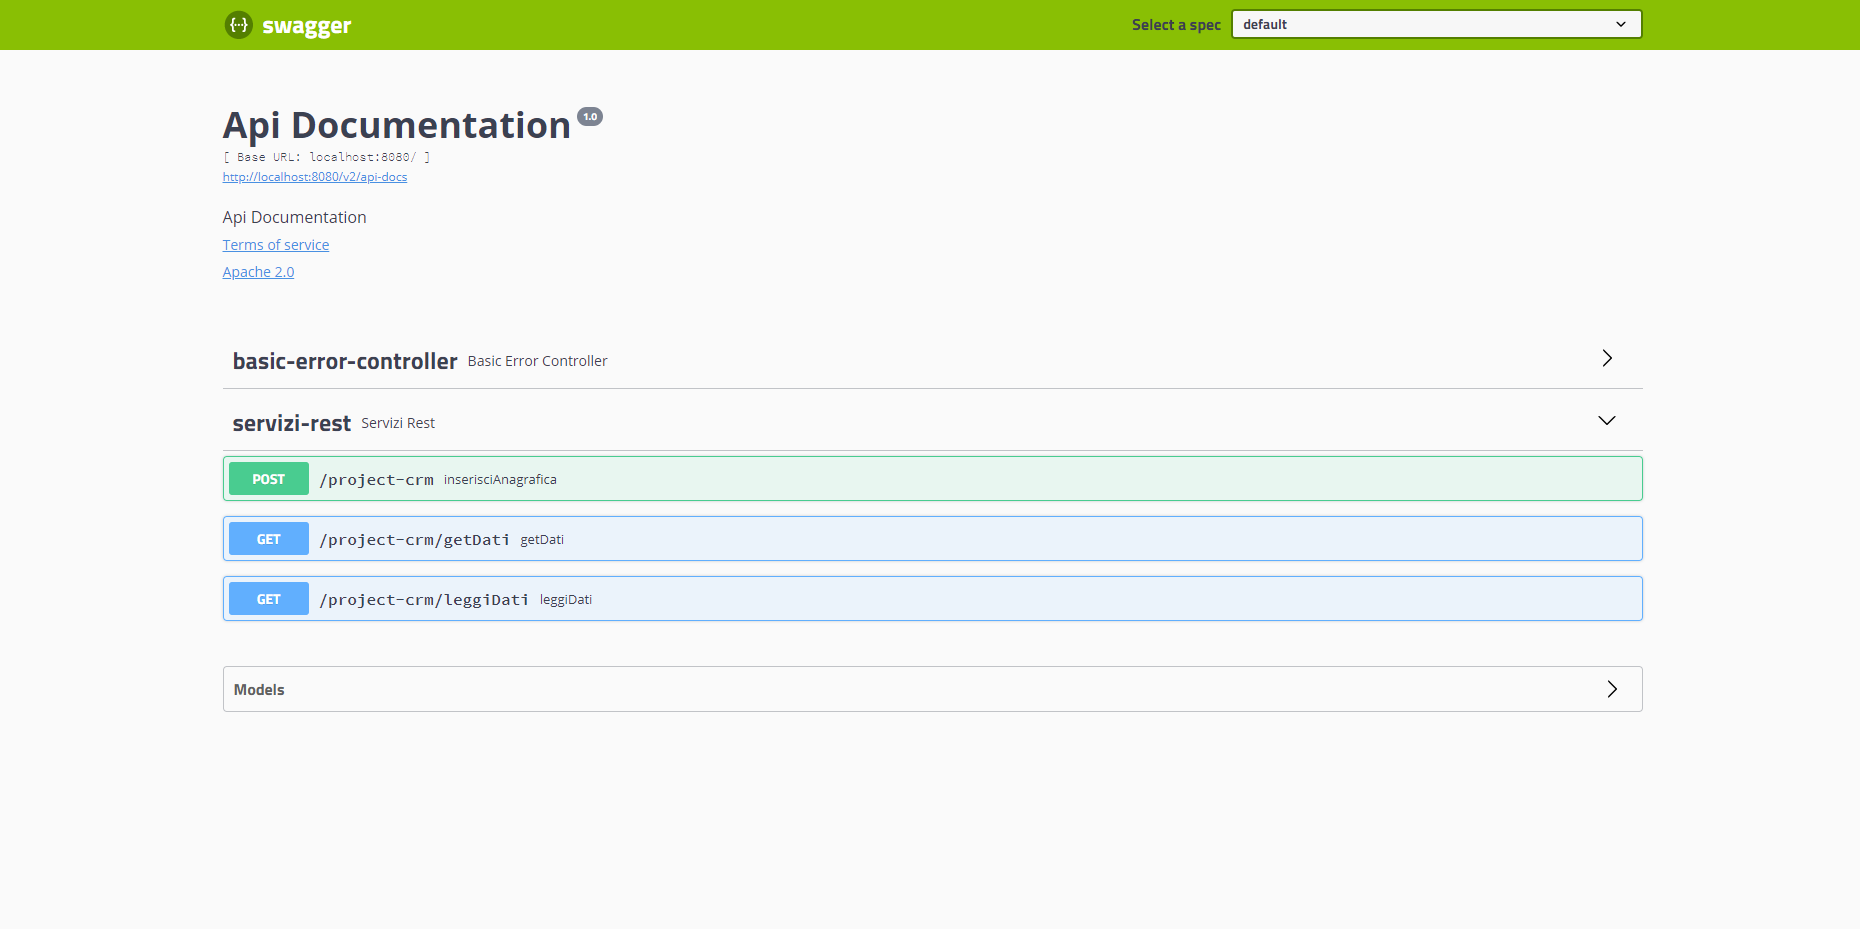 {...} swagger Select a spec default
Api Documentation 1.0
[ Base URL: localhost:8080/ ]
http://localhost:8080/v2/api-docs
Api Documentation
Terms of service
Apache 2.0
basic-error-controller Basic Error Controller
servizi-rest Servizi Rest
POST /project-crm inserisciAnagrafica
GET /project-crm/getDati getDati
GET /project-crm/leggiDati leggiDati
Models